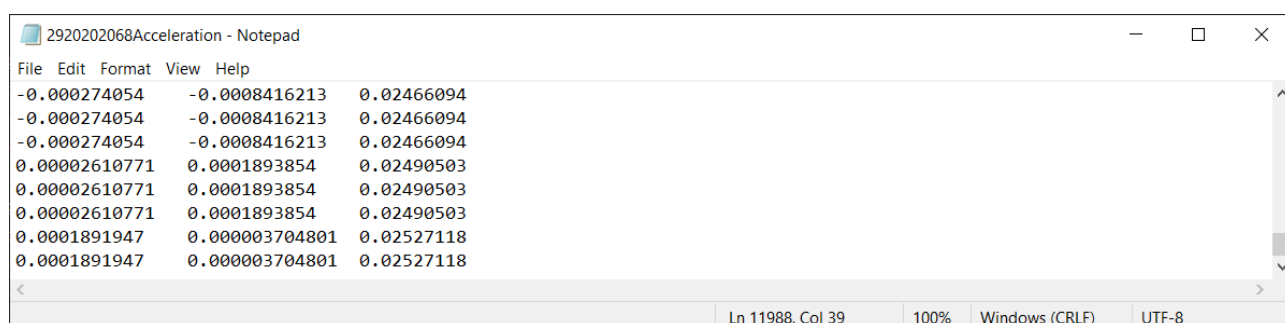 2920202068Acceleration - Notepad
File Edit Format View Help
-0.000274054 -0.0008416213 0.02466094
-0.000274054 -0.0008416213 0.02466094
-0.000274054 -0.0008416213 0.02466094
0.00002610771 0.0001893854 0.02490503
0.00002610771 0.0001893854 0.02490503
0.00002610771 0.0001893854 0.02490503
0.0001891947 0.000003704801 0.02527118
0.0001891947 0.000003704801 0.02527118
Ln 11988, Col 39 100% Windows (CRLF) UTF-8